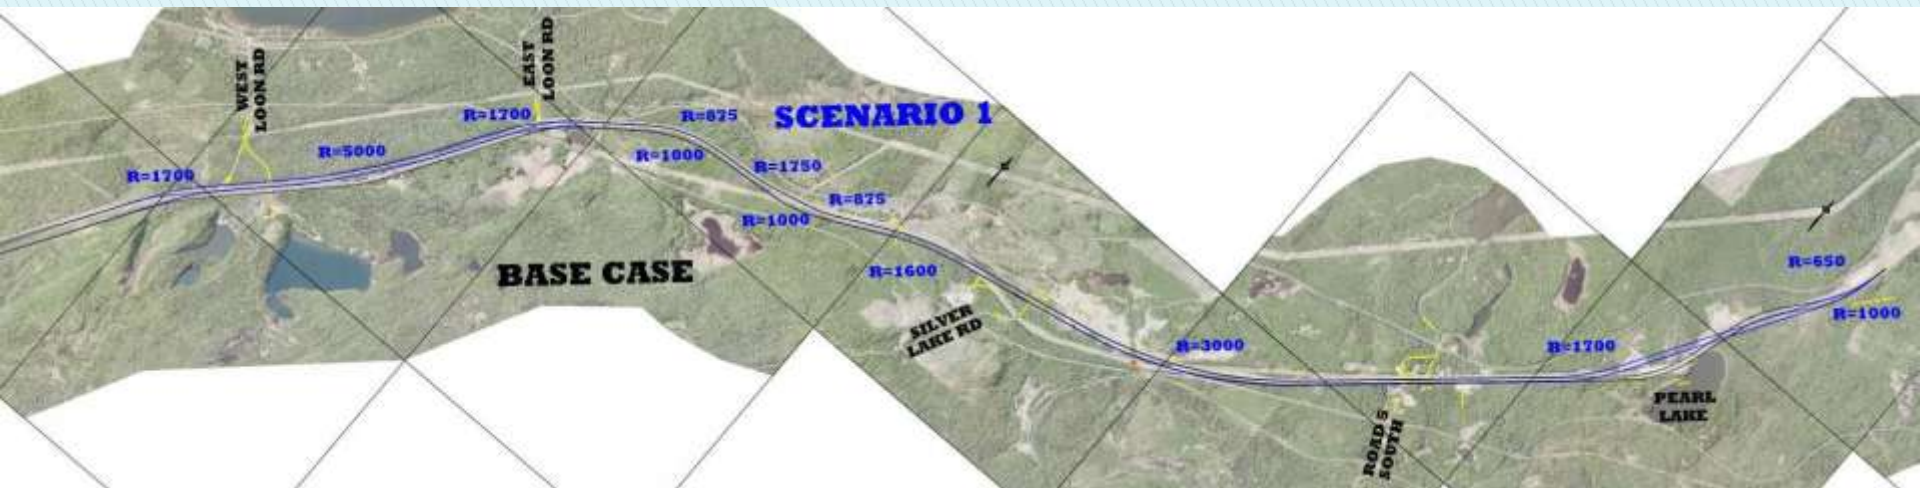 WEST
LOON RD
EAST
LOON RD
R=1700
R=5000
R=1700
R=875
SCENARIO 1
R=1000
R=1750
R=875
R=1000
BASE CASE
R=1600
SILVER
LAKE RD
R=3000
ROAD 5
SOUTH
R=1700
PEARL
LAKE
R=650
R=1000